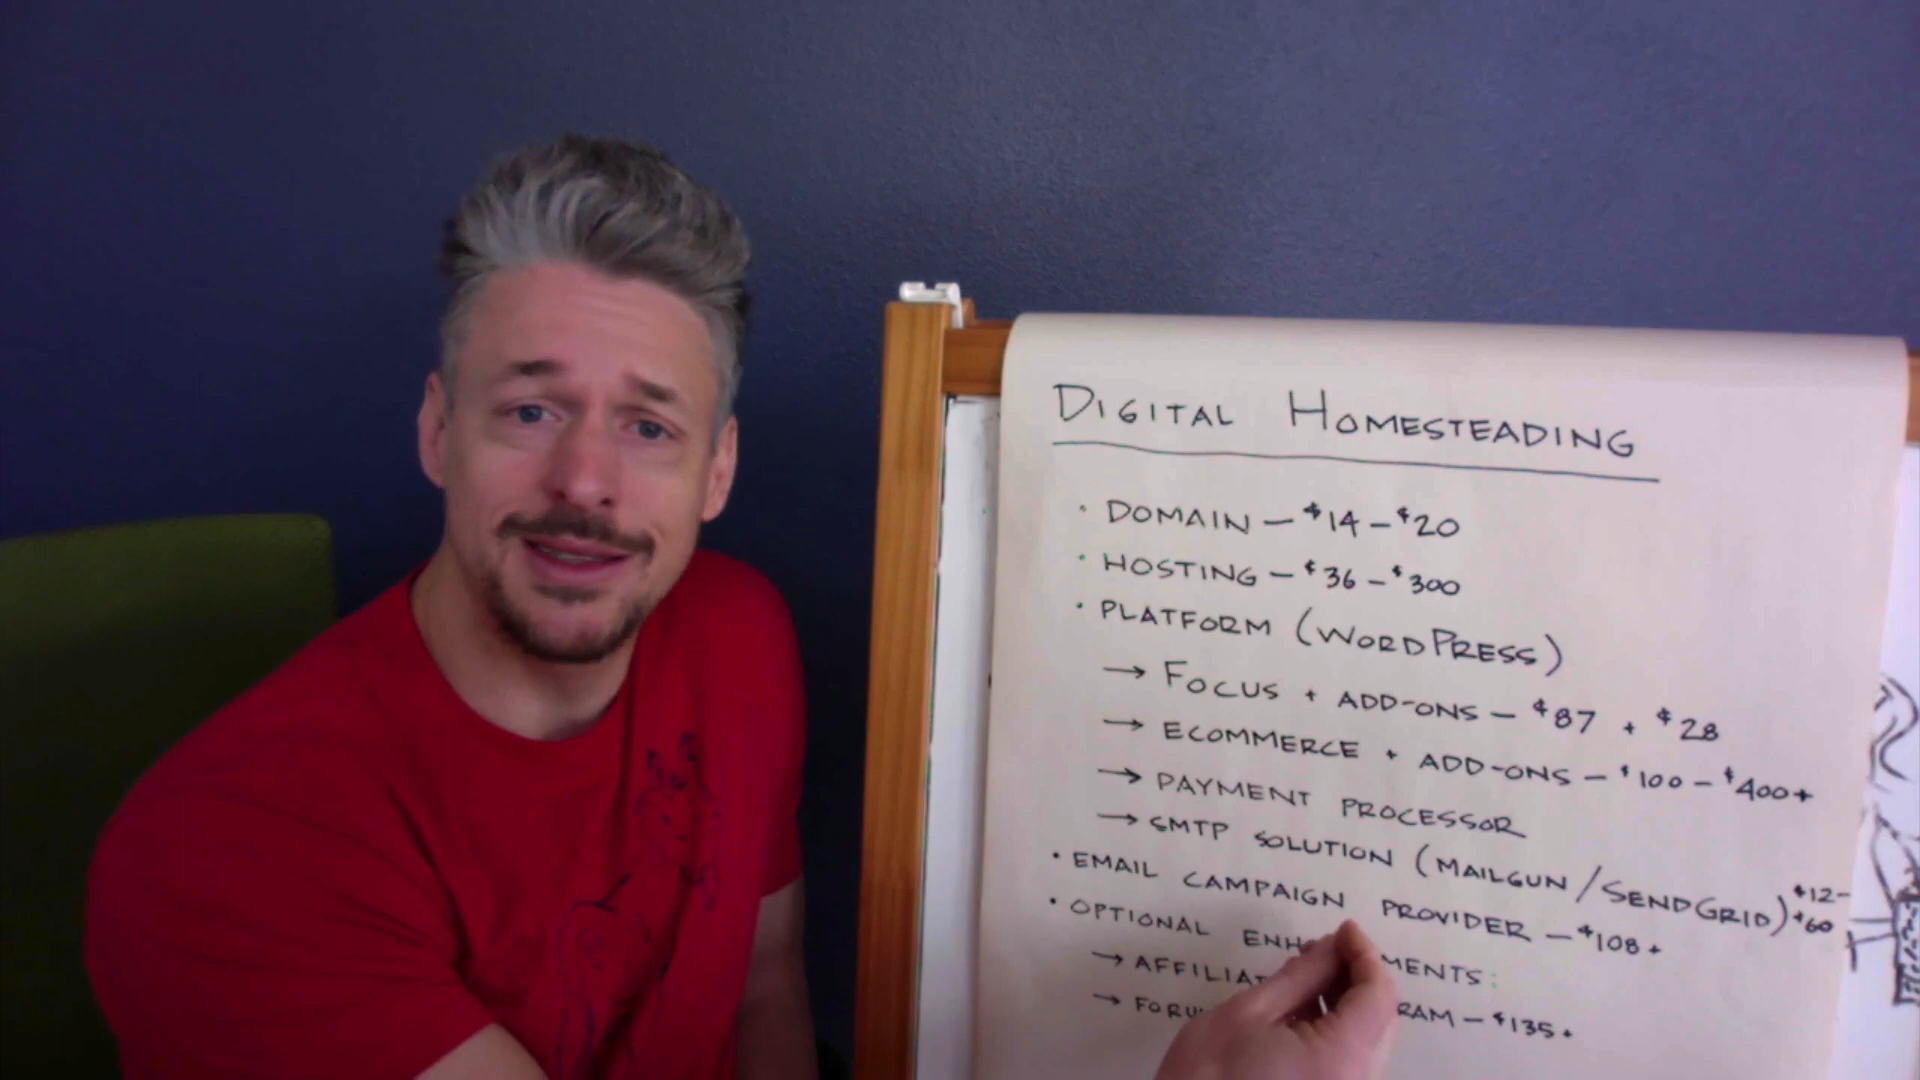 DIGITAL HOMESTEADING
· DOMAIN — $14 – $20
· HOSTING — $36 – $300
· PLATFORM (WORDPRESS)
→ FOCUS + ADD-ONS — $87 + $28
→ ECOMMERCE + ADD-ONS — $100 – $400+
→ PAYMENT PROCESSOR
→ SMTP SOLUTION (MAILGUN/SENDGRID) $12– $60
· EMAIL CAMPAIGN PROVIDER — $108+
· OPTIONAL ENH MENTS:
→ AFFILIAT RAM — $135+
→ FORU